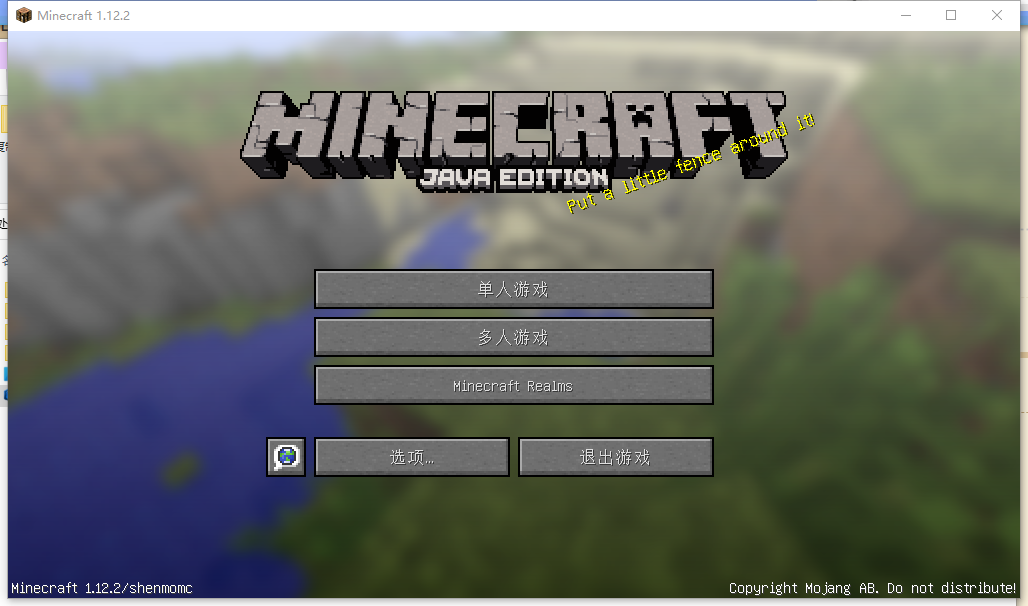 Minecraft 1.12.2
MINECRAFT
JAVA EDITION
Put a little fence around it!
单人游戏
多人游戏
Minecraft Realms
选项...
退出游戏
Minecraft 1.12.2/shenmomc
Copyright Mojang AB. Do not distribute!